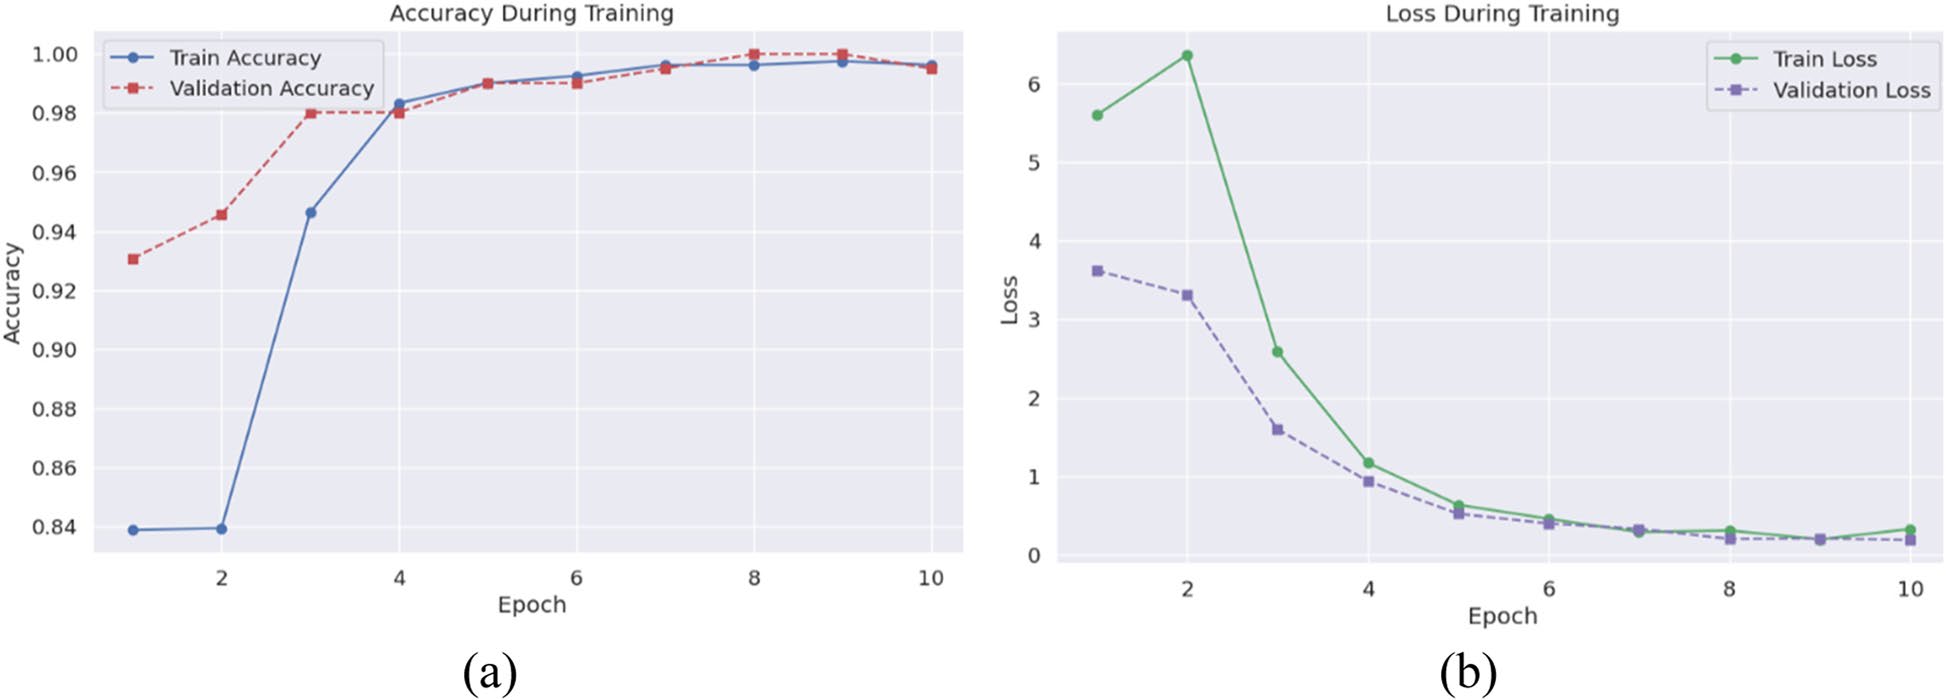 Accuracy During Training
Train Accuracy
Validation Accuracy
1.00
0.98
0.96
0.94
0.92
0.90
0.88
0.86
0.84
Accuracy
2 4 6 8 10
Epoch
(a)
Loss During Training
Train Loss
Validation Loss
6
5
4
3
2
1
0
Loss
2 4 6 8 10
Epoch
(b)